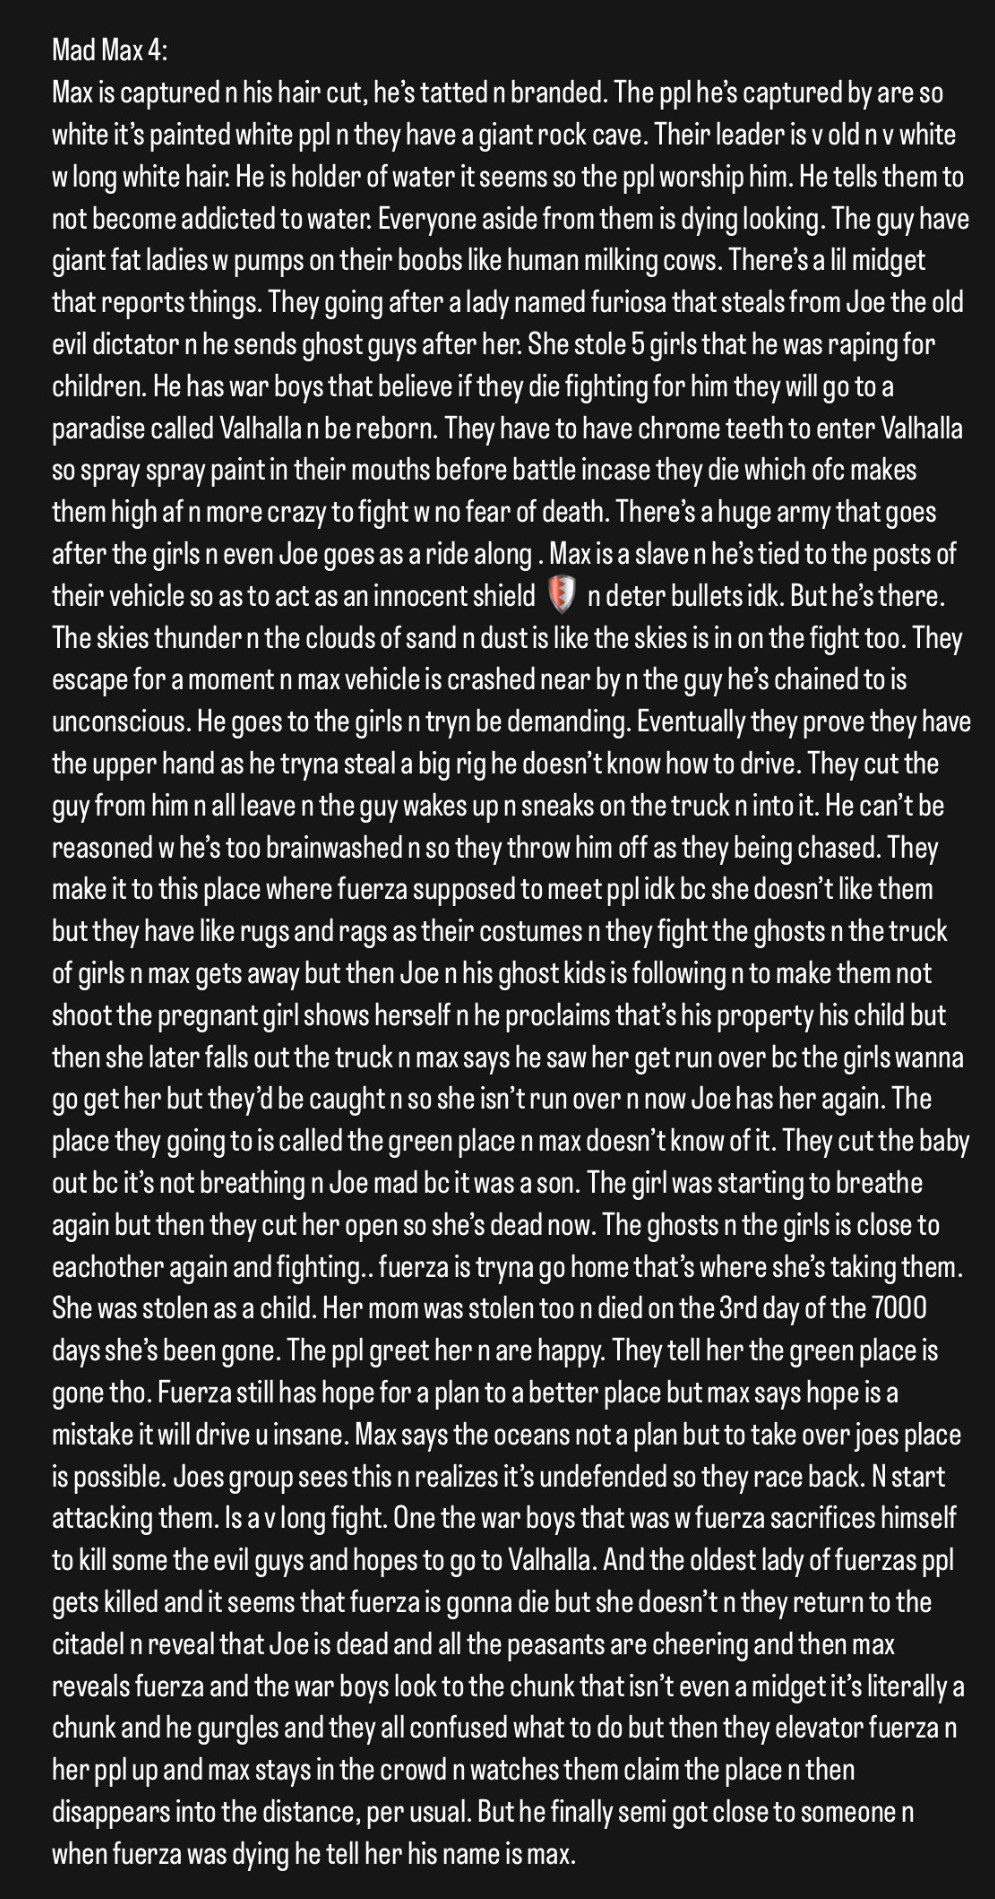 Mad Max 4:
Max is captured n his hair cut, he's tatted n branded. The ppl he's captured by are so
white it's painted white ppl n they have a giant rock cave. Their leader is v old n v white
w long white hair. He is holder of water it seems so the ppl worship him. He tells them to
not become addicted to water. Everyone aside from them is dying looking. The guy have
giant fat ladies w pumps on their boobs like human milking cows. There's a lil midget
that reports things. They going after a lady named furiosa that steals from Joe the old
evil dictator n he sends ghost guys after her. She stole 5 girls that he was raping for
children. He has war boys that believe if they die fighting for him they will go to a
paradise called Valhalla n be reborn. They have to have chrome teeth to enter Valhalla
so spray spray paint in their mouths before battle incase they die which ofc makes
them high af n more crazy to fight w no fear of death. There's a huge army that goes
after the girls n even Joe goes as a ride along . Max is a slave n he's tied to the posts of
their vehicle so as to act as an innocent shield 🛡️ n deter bullets idk. But he's there.
The skies thunder n the clouds of sand n dust is like the skies is in on the fight too. They
escape for a moment n max vehicle is crashed near by n the guy he's chained to is
unconscious. He goes to the girls n tryn be demanding. Eventually they prove they have
the upper hand as he tryna steal a big rig he doesn't know how to drive. They cut the
guy from him n all leave n the guy wakes up n sneaks on the truck n into it. He can't be
reasoned w he's too brainwashed n so they throw him off as they being chased. They
make it to this place where fuerza supposed to meet ppl idk bc she doesn't like them
but they have like rugs and rags as their costumes n they fight the ghosts n the truck
of girls n max gets away but then Joe n his ghost kids is following n to make them not
shoot the pregnant girl shows herself n he proclaims that's his property his child but
then she later falls out the truck n max says he saw her get run over bc the girls wanna
go get her but they'd be caught n so she isn't run over n now Joe has her again. The
place they going to is called the green place n max doesn't know of it. They cut the baby
out bc it's not breathing n Joe mad bc it was a son. The girl was starting to breathe
again but then they cut her open so she's dead now. The ghosts n the girls is close to
eachother again and fighting.. fuerza is tryna go home that's where she's taking them.
She was stolen as a child. Her mom was stolen too n died on the 3rd day of the 7000
days she's been gone. The ppl greet her n are happy. They tell her the green place is
gone tho. Fuerza still has hope for a plan to a better place but max says hope is a
mistake it will drive u insane. Max says the oceans not a plan but to take over joes place
is possible. Joes group sees this n realizes it's undefended so they race back. N start
attacking them. Is a v long fight. One the war boys that was w fuerza sacrifices himself
to kill some the evil guys and hopes to go to Valhalla. And the oldest lady of fuerzas ppl
gets killed and it seems that fuerza is gonna die but she doesn't n they return to the
citadel n reveal that Joe is dead and all the peasants are cheering and then max
reveals fuerza and the war boys look to the chunk that isn't even a midget it's literally a
chunk and he gurgles and they all confused what to do but then they elevator fuerza n
her ppl up and max stays in the crowd n watches them claim the place n then
disappears into the distance, per usual. But he finally semi got close to someone n
when fuerza was dying he tell her his name is max.